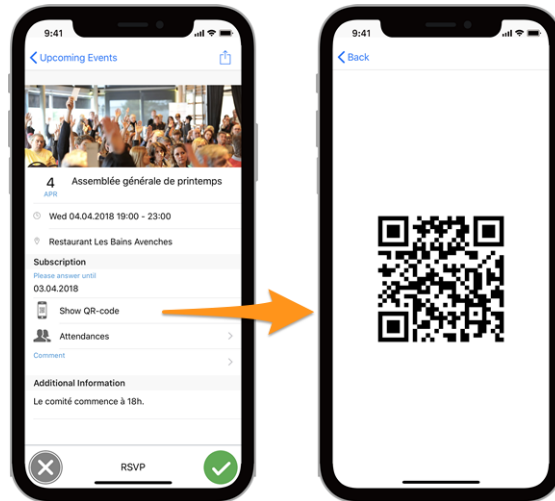 9:41
Upcoming Events
4
APR
Assemblée générale de printemps
Wed 04.04.2018 19:00 - 23:00
Restaurant Les Bains Avenches
Subscription
Please answer until
03.04.2018
Show QR-code
Attendances
Comment
Additional Information
Le comité commence à 18h.
RSVP
9:41
Back